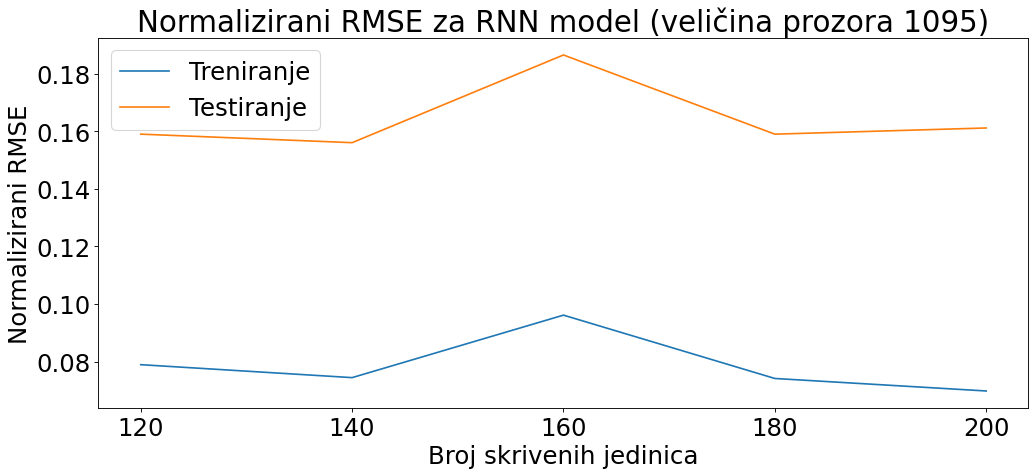 Normalizirani RMSE za RNN model (veličina prozora 1095)
Treniranje
Testiranje
Normalizirani RMSE
0.18
0.16
0.14
0.12
0.10
0.08
120 140 160 180 200
Broj skrivenih jedinica